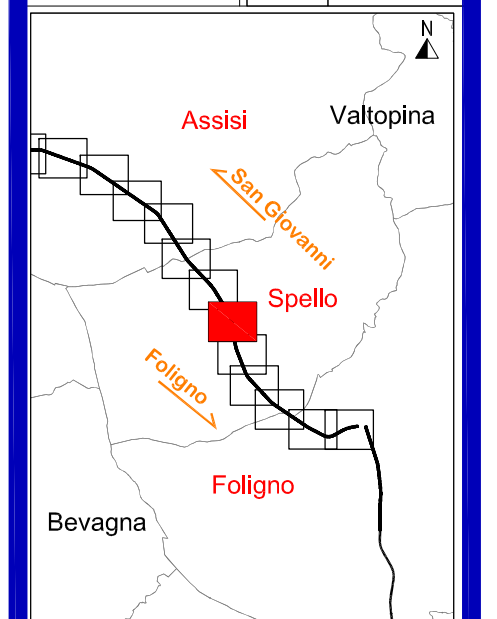 N
Valtopina
Assisi
San Giovanni
Spello
Foligno
Foligno
Bevagna